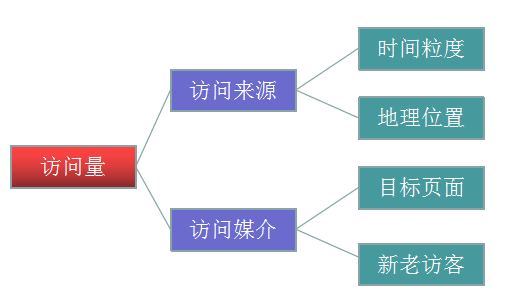 访问量
访问来源
时间粒度
地理位置
访问媒介
目标页面
新老访客